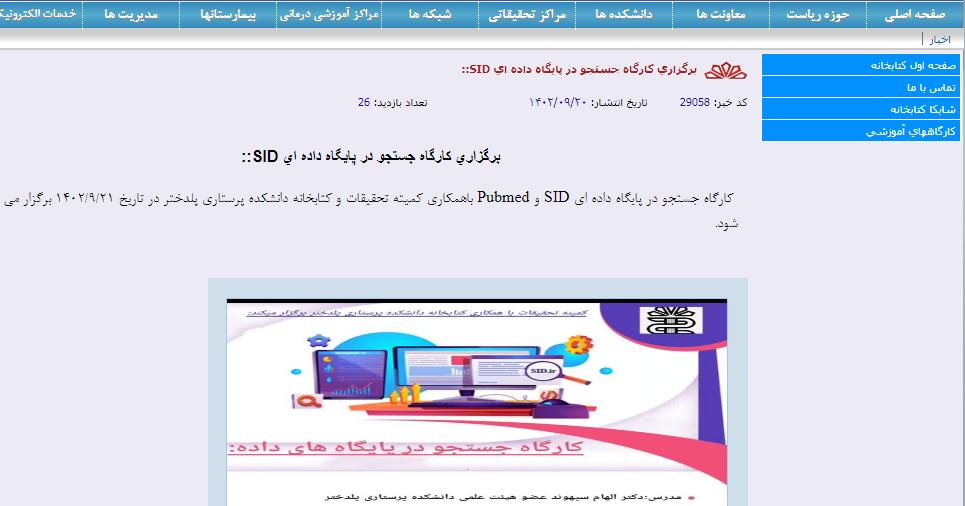 صفحه اصلی
حوزه ریاست
معاونت ها
دانشکده ها
مراکز تحقیقاتی
شبکه ها
مراکز آموزشی درمانی
بیمارستانها
مدیریت ها
خدمات الکترونیک
اخبار |
صفحه اول کتابخانه
تماس با ما
شاپکا کتابخانه
کارگاههای آموزشی
برگزاري کارگاه جستجو در پايگاه داده اي SID::
کد خبر: 29058 تاریخ انتشار: ۱۴۰۲/۰۹/۲۰ تعداد بازدید: 26
برگزاري کارگاه جستجو در پايگاه داده اي SID::
کارگاه جستجو در پایگاه داده ای SID و Pubmed باهمکاری کمیته تحقیقات و کتابخانه دانشکده پرستاری پلدختر در تاریخ ۱۴۰۲/۹/۲۱ برگزار می
شود.
کمیته تحقیقات با همکاری کتابخانه دانشکده پرستاری پلدختر برگزار میکند:
SID.ir
کارگاه جستجو در پایگاه های داده:
• مدرس:دکتر الهام سپهوند عضو هیئت علمی دانشکده پرستاری پلدختر